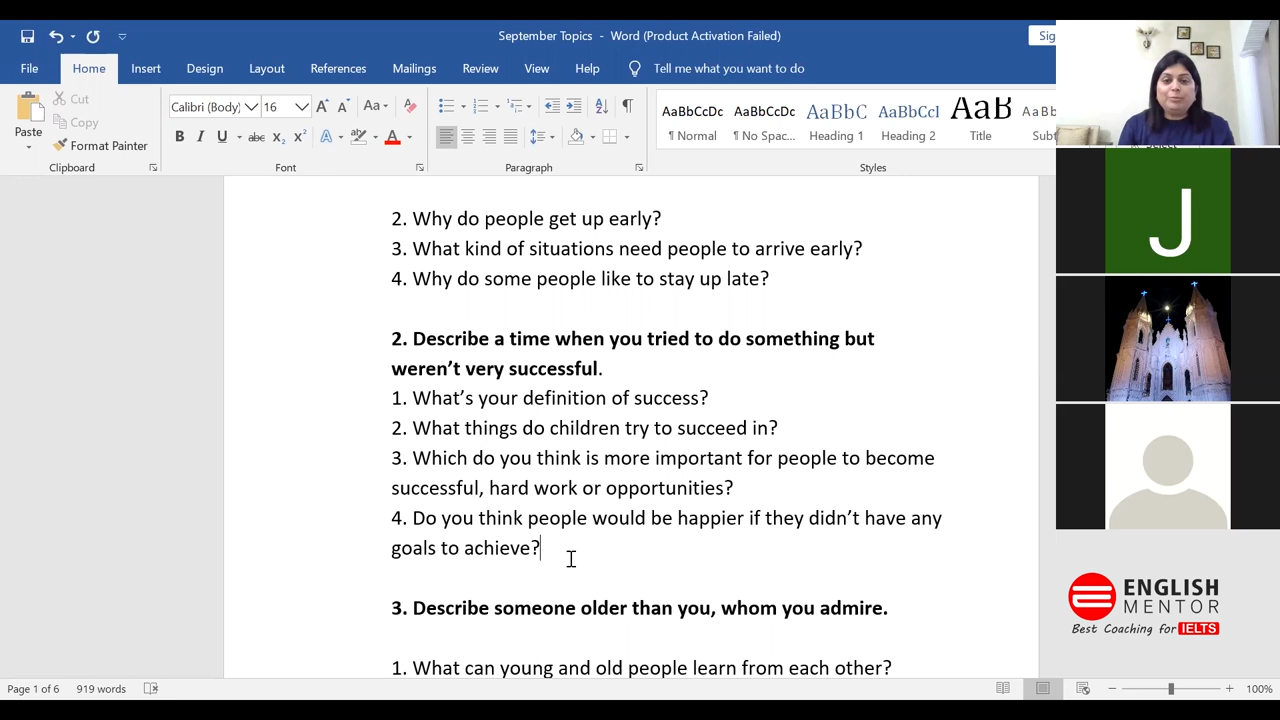 September Topics - Word (Product Activation Failed)
Sig
File Home Insert Design Layout References Mailings Review View Help Tell me what you want to do
Paste
Cut
Copy
Format Painter
Calibri (Body) 16
AaBbCcDc AaBbCcDc AaBbC AaBbCcI AaB AaBb
¶ Normal ¶ No Spac... Heading 1 Heading 2 Title Subt
Clipboard Font Paragraph Styles
2. Why do people get up early?
3. What kind of situations need people to arrive early?
4. Why do some people like to stay up late?
2. Describe a time when you tried to do something but
weren’t very successful.
1. What’s your definition of success?
2. What things do children try to succeed in?
3. Which do you think is more important for people to become
successful, hard work or opportunities?
4. Do you think people would be happier if they didn’t have any
goals to achieve?
3. Describe someone older than you, whom you admire.
1. What can young and old people learn from each other?
J
ENGLISH
MENTOR
Best Coaching for IELTS
Page 1 of 6 919 words 100%